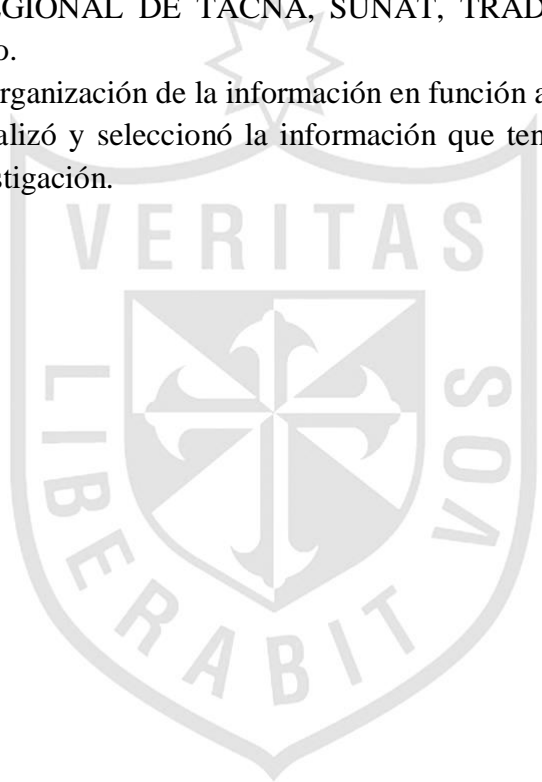 EGIONAL DE TACNA, SUNAT, TRAD
o.
rganización de la información en función a
alizó y seleccionó la información que ten
stigación.
VERITAS
LIBERABIT VOS